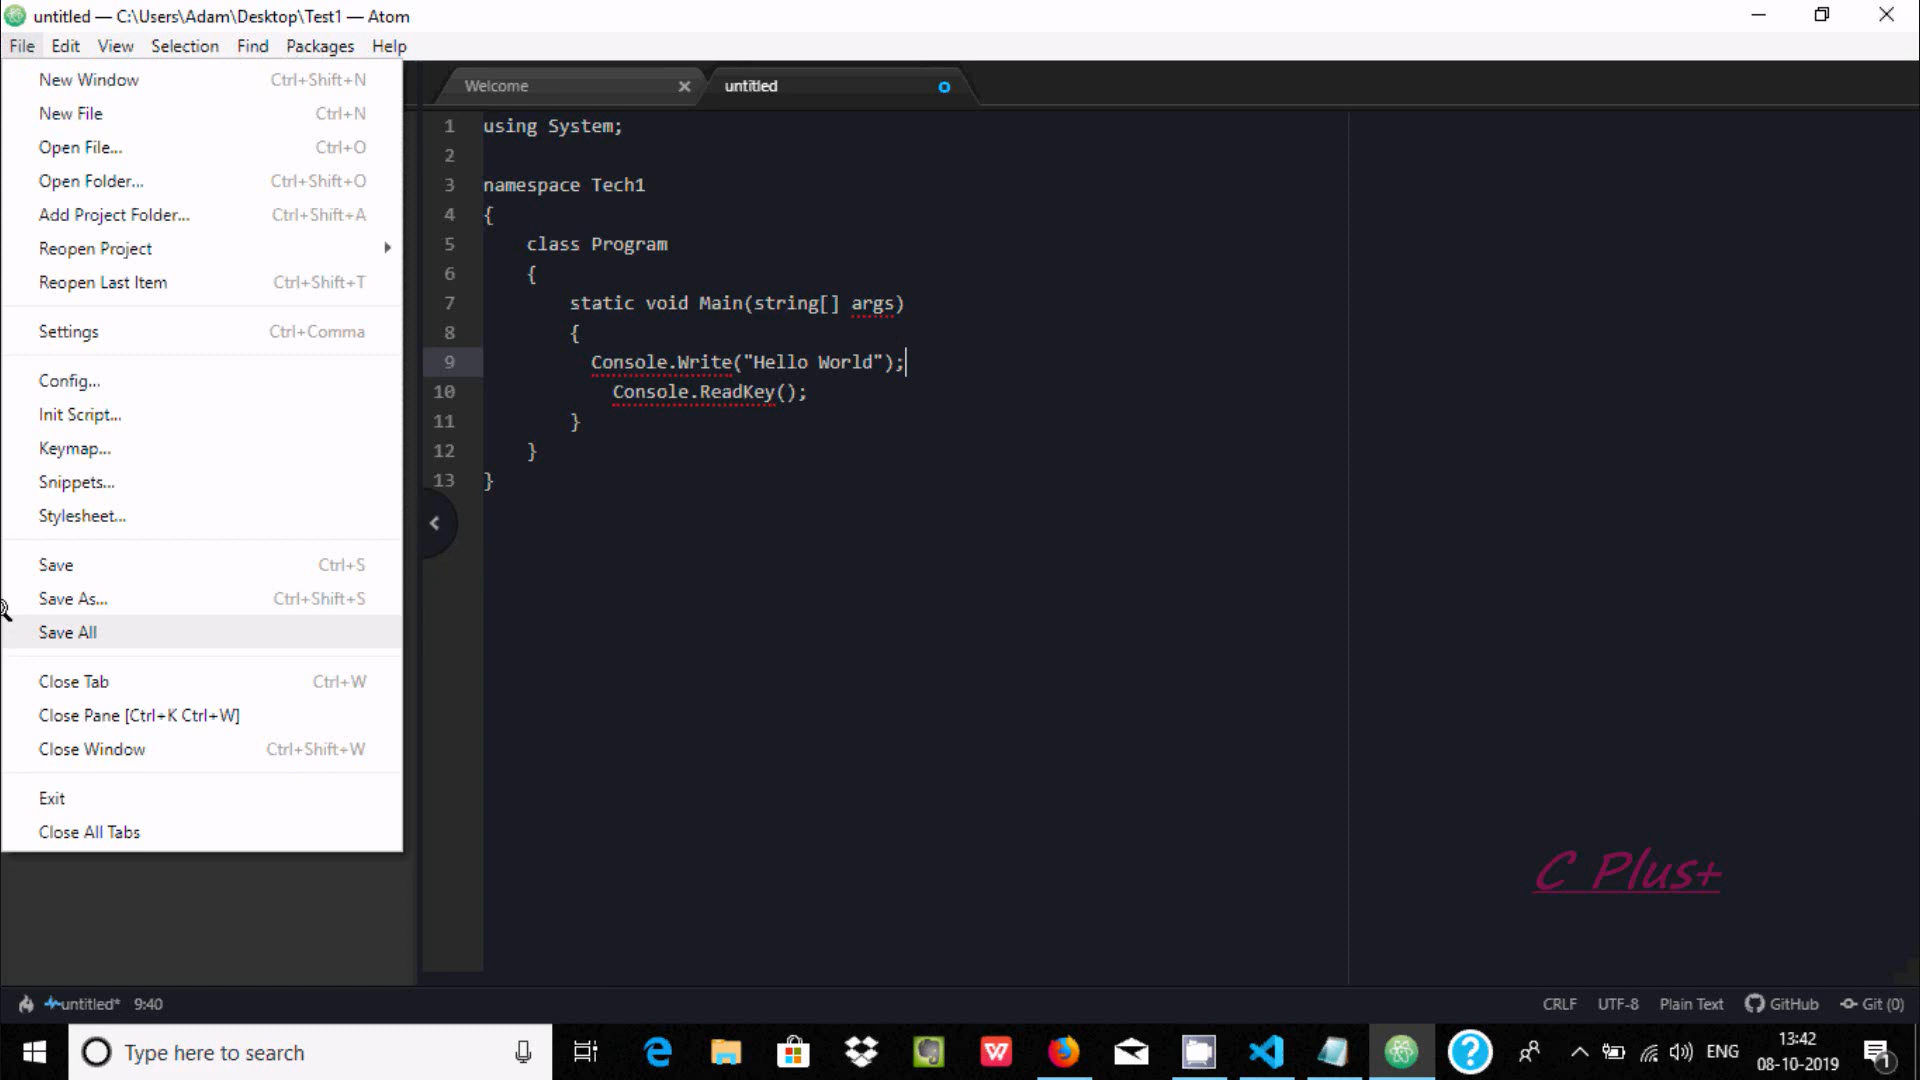 untitled — C:\Users\Adam\Desktop\Test1 — Atom
File Edit View Selection Find Packages Help
New Window Ctrl+Shift+N
New File Ctrl+N
Open File... Ctrl+O
Open Folder... Ctrl+Shift+O
Add Project Folder... Ctrl+Shift+A
Reopen Project
Reopen Last Item Ctrl+Shift+T
Settings Ctrl+Comma
Config...
Init Script...
Keymap...
Snippets...
Stylesheet...
Save Ctrl+S
Save As... Ctrl+Shift+S
Save All
Close Tab Ctrl+W
Close Pane [Ctrl+K Ctrl+W]
Close Window Ctrl+Shift+W
Exit
Close All Tabs
Welcome untitled
1 using System;
2
3 namespace Tech1
4 {
5 class Program
6 {
7 static void Main(string[] args)
8 {
9 Console.Write("Hello World");
10 Console.ReadKey();
11 }
12 }
13 }
C Plus+
untitled* 9:40 CRLF UTF-8 Plain Text GitHub Git (0)
Type here to search
W
?
ENG
13:42
08-10-2019
1